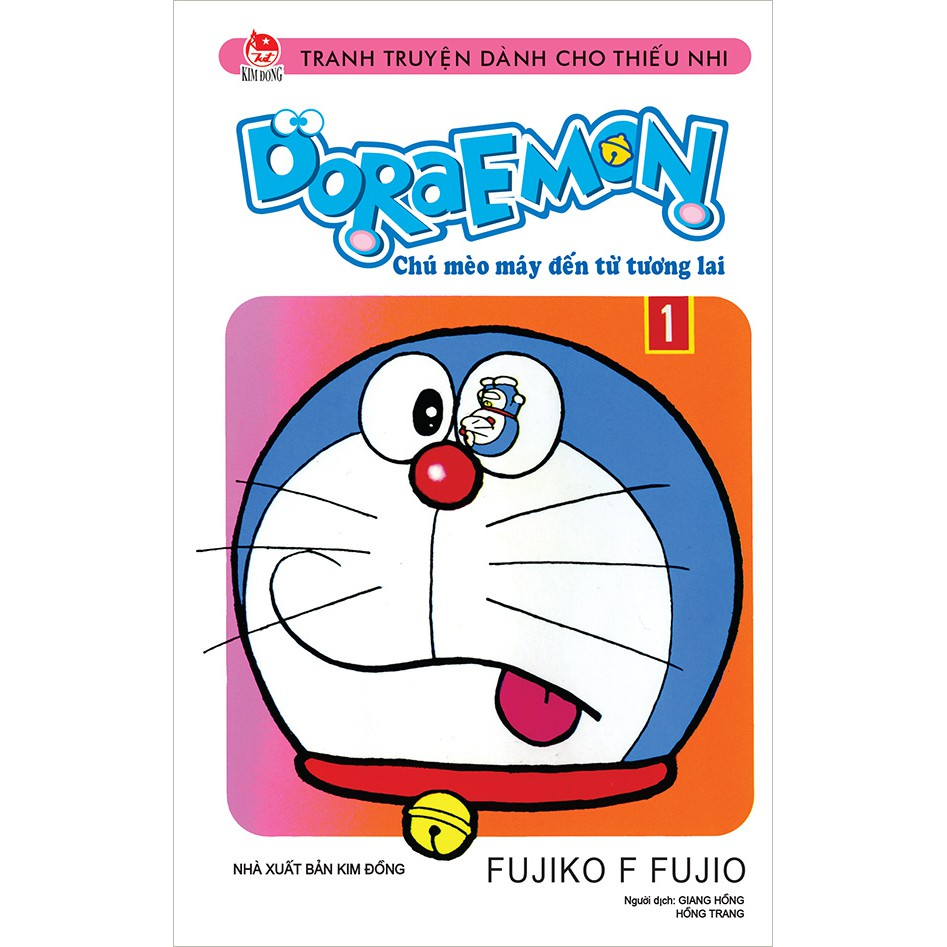 KIM ĐỒNG
TRANH TRUYỆN DÀNH CHO THIẾU NHI
DORAEMON
Chú mèo máy đến từ tương lai
1
NHÀ XUẤT BẢN KIM ĐỒNG
FUJIKO F FUJIO
Người dịch: GIANG HỒNG
HỒNG TRANG